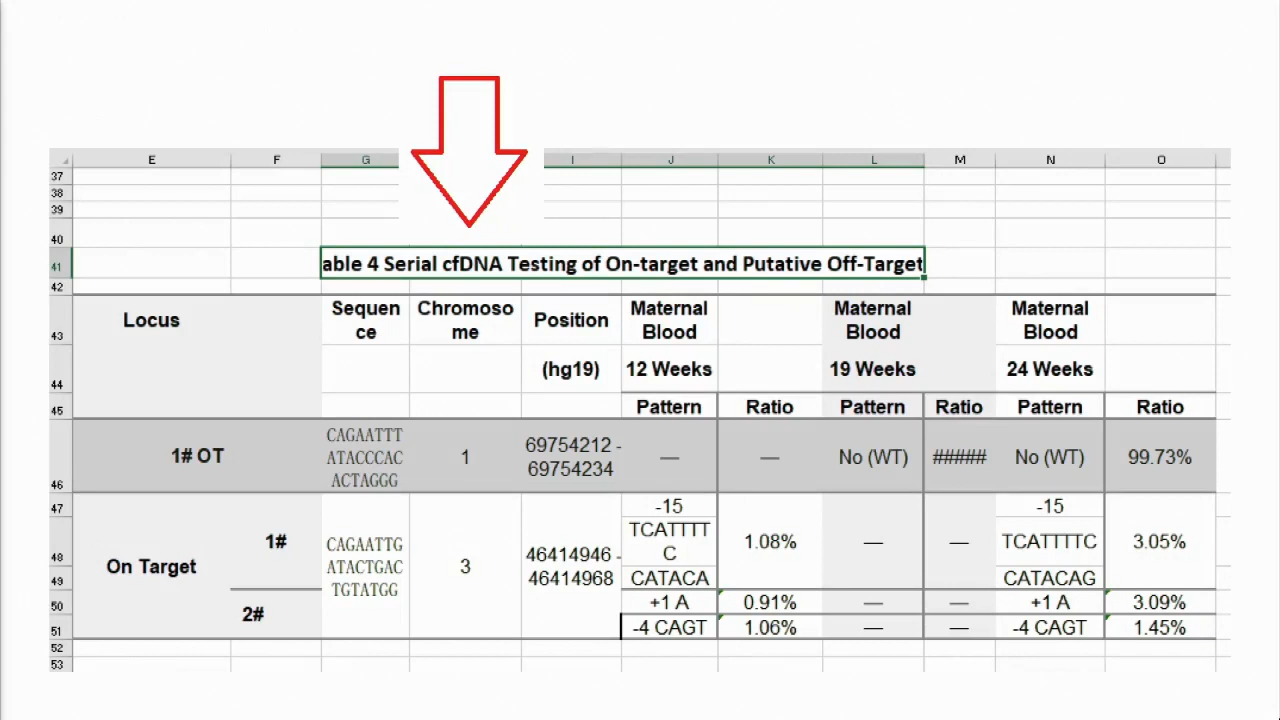 E F G I J K L M N O
37
38
39
40
41 able 4 Serial cfDNA Testing of On-target and Putative Off-Target
42
43 Locus Sequen ce Chromoso me Position Maternal Blood Maternal Blood Maternal Blood
44 (hg19) 12 Weeks 19 Weeks 24 Weeks
45 Pattern Ratio Pattern Ratio Pattern Ratio
46 1# OT CAGAATTT ATACCCAC ACTAGGG 1 69754212 - 69754234 — — No (WT) ##### No (WT) 99.73%
47 -15 -15
48 On Target 1# CAGAATTG ATACTGAC TGTATGG 3 46414946 - 46414968 TCATTTT C 1.08% — — TCATTTTC 3.05%
49 CATACA CATACAG
50 2# +1 A 0.91% — — +1 A 3.09%
51 -4 CAGT 1.06% — — -4 CAGT 1.45%
52
53